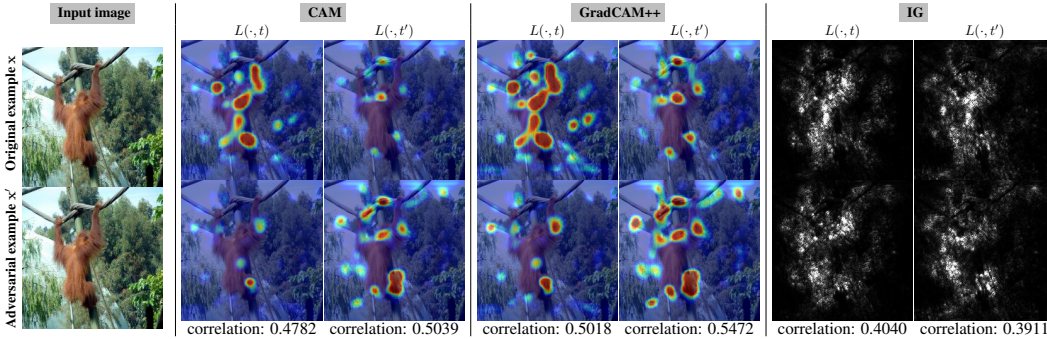 Input image CAM GradCAM++ IG
L(·, t) L(·, t′) L(·, t) L(·, t′) L(·, t) L(·, t′)
Original example x
Adversarial example x′
correlation: 0.4782 correlation: 0.5039 correlation: 0.5018 correlation: 0.5472 correlation: 0.4040 correlation: 0.3911